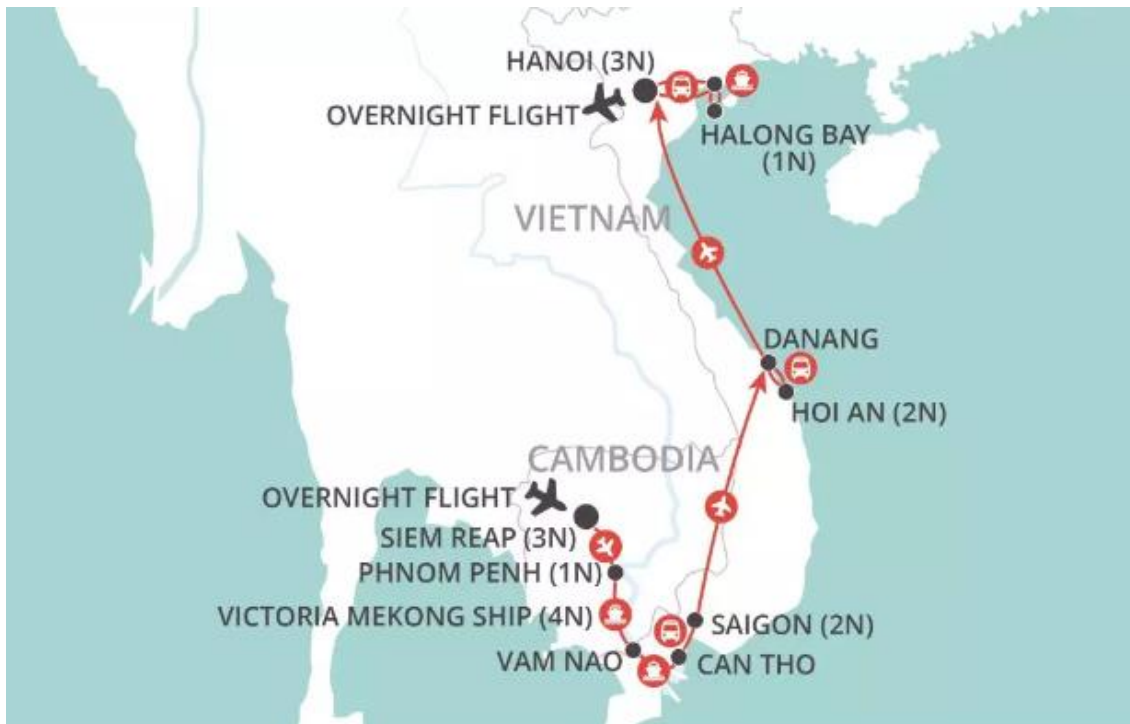 HANOI (3N)
OVERNIGHT FLIGHT
HALONG BAY
(1N)
VIETNAM
DANANG
HOI AN (2N)
CAMBODIA
OVERNIGHT FLIGHT
SIEM REAP (3N)
PHNOM PENH (1N)
VICTORIA MEKONG SHIP (4N)
SAIGON (2N)
VAM NAO
CAN THO